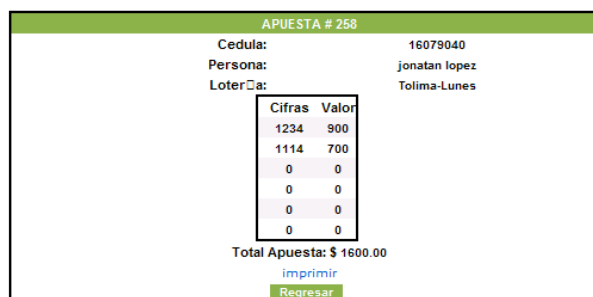 APUESTA # 258
Cedula: 16079040
Persona: jonatan lopez
Loter□a: Tolima-Lunes
Cifras Valor
1234 900
1114 700
0 0
0 0
0 0
0 0
Total Apuesta: $ 1600.00
imprimir
Regresar